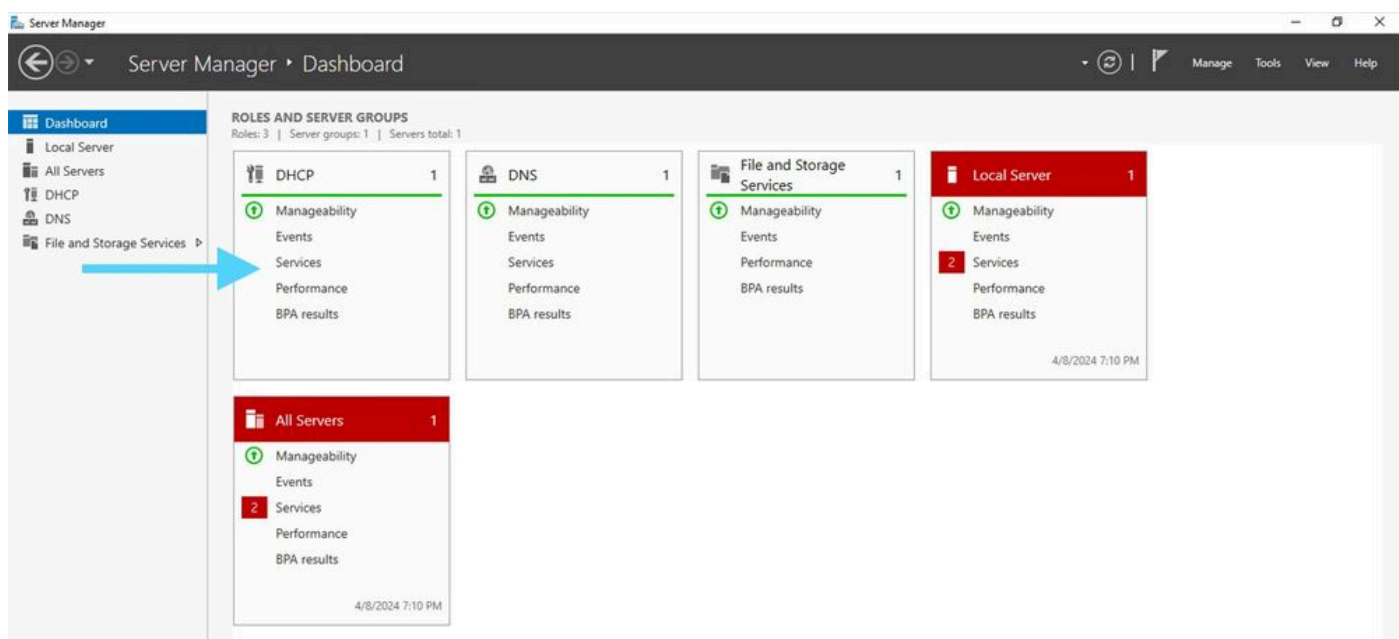 Server Manager
Server Manager • Dashboard
Manage Tools View Help
Dashboard
Local Server
All Servers
DHCP
DNS
File and Storage Services
ROLES AND SERVER GROUPS
Roles: 3 | Server groups: 1 | Servers total: 1
DHCP 1
Manageability
Events
Services
Performance
BPA results
DNS 1
Manageability
Events
Services
Performance
BPA results
File and Storage
Services 1
Manageability
Events
Performance
BPA results
Local Server 1
Manageability
Events
2 Services
Performance
BPA results
4/8/2024 7:10 PM
All Servers 1
Manageability
Events
2 Services
Performance
BPA results
4/8/2024 7:10 PM